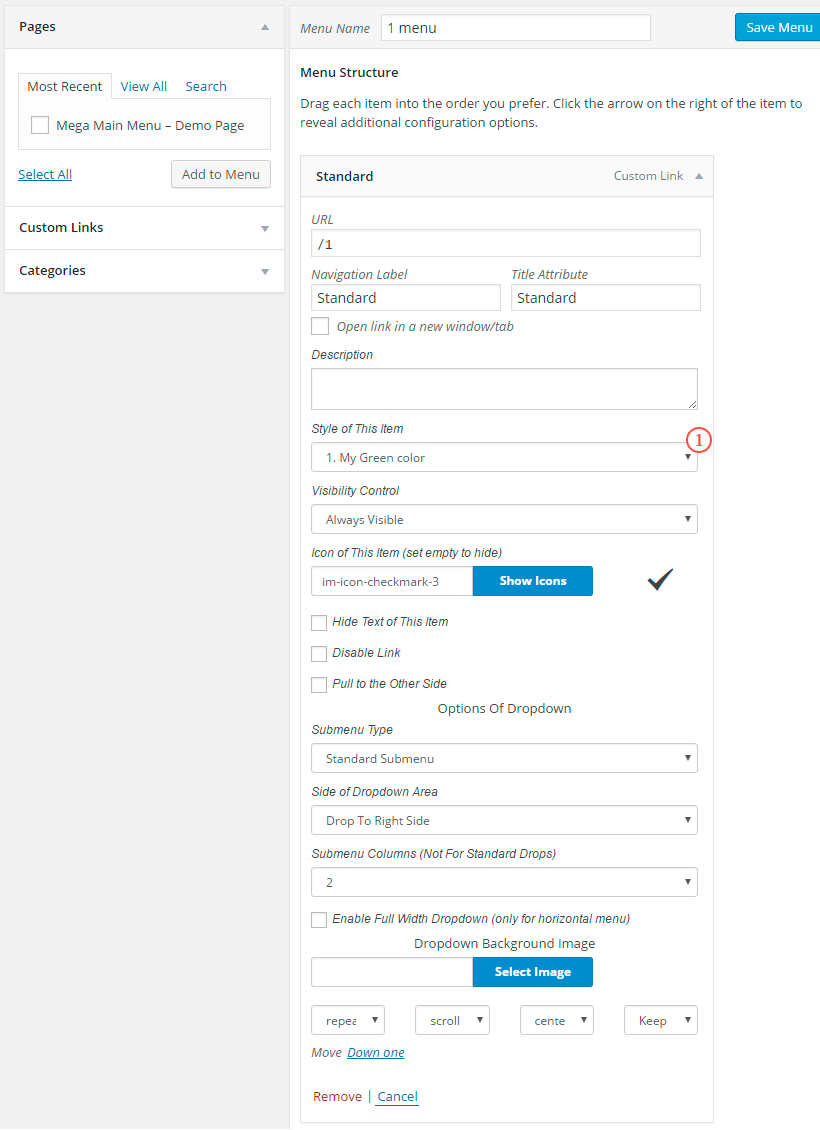 Pages
Most Recent View All Search
Mega Main Menu – Demo Page
Select All Add to Menu
Custom Links
Categories
Menu Name 1 menu Save Menu
Menu Structure
Drag each item into the order you prefer. Click the arrow on the right of the item to
reveal additional configuration options.
Standard Custom Link
URL
/1
Navigation Label Title Attribute
Standard Standard
Open link in a new window/tab
Description
Style of This Item
1
1. My Green color
Visibility Control
Always Visible
Icon of This Item (set empty to hide)
im-icon-checkmark-3 Show Icons
Hide Text of This Item
Disable Link
Pull to the Other Side
Options Of Dropdown
Submenu Type
Standard Submenu
Side of Dropdown Area
Drop To Right Side
Submenu Columns (Not For Standard Drops)
2
Enable Full Width Dropdown (only for horizontal menu)
Dropdown Background Image
Select Image
repea scroll cente Keep
Move Down one
Remove | Cancel